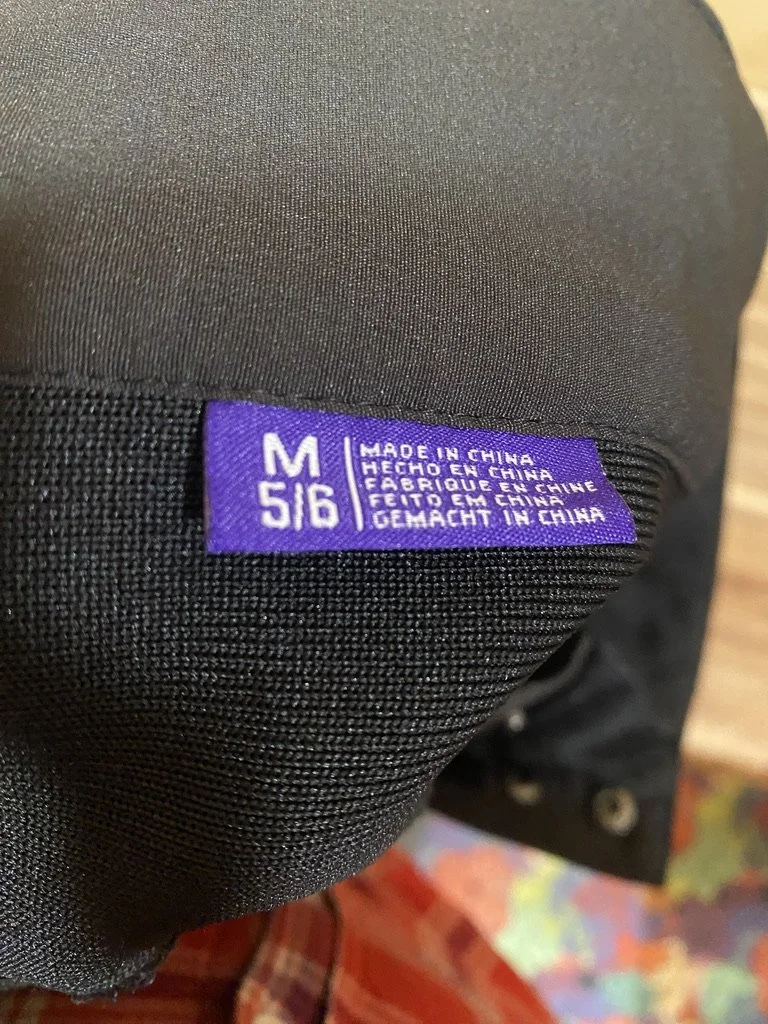 M
5/6
MADE IN CHINA
HECHO EN CHINA
FABRIQUE EN CHINE
FEITO EM CHINA
GEMACHT IN CHINA